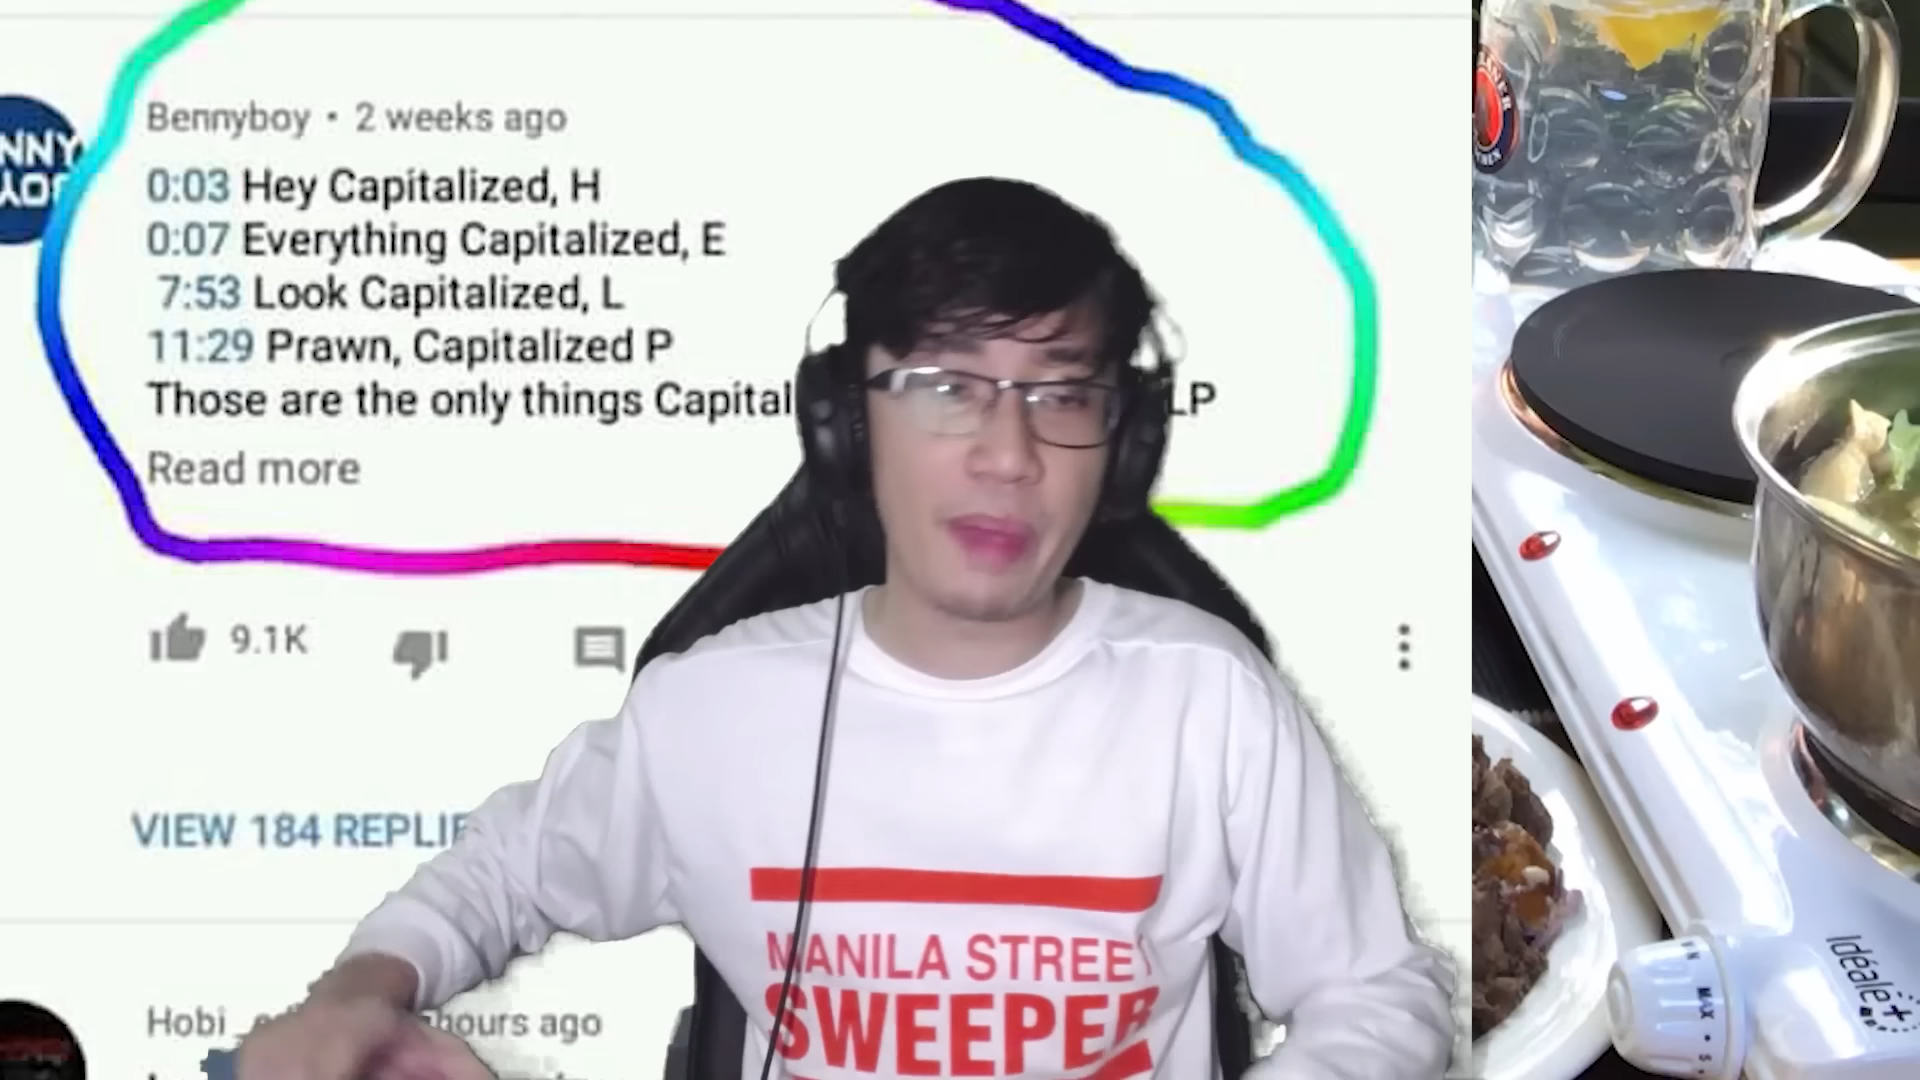 Bennyboy • 2 weeks ago
0:03 Hey Capitalized, H
0:07 Everything Capitalized, E
7:53 Look Capitalized, L
11:29 Prawn, Capitalized P
Those are the only things Capital LP
Read more
9.1K
VIEW 184 REPLIE
Hobi hours ago
MANILA STREET
SWEEPER
MAX
Idéale+